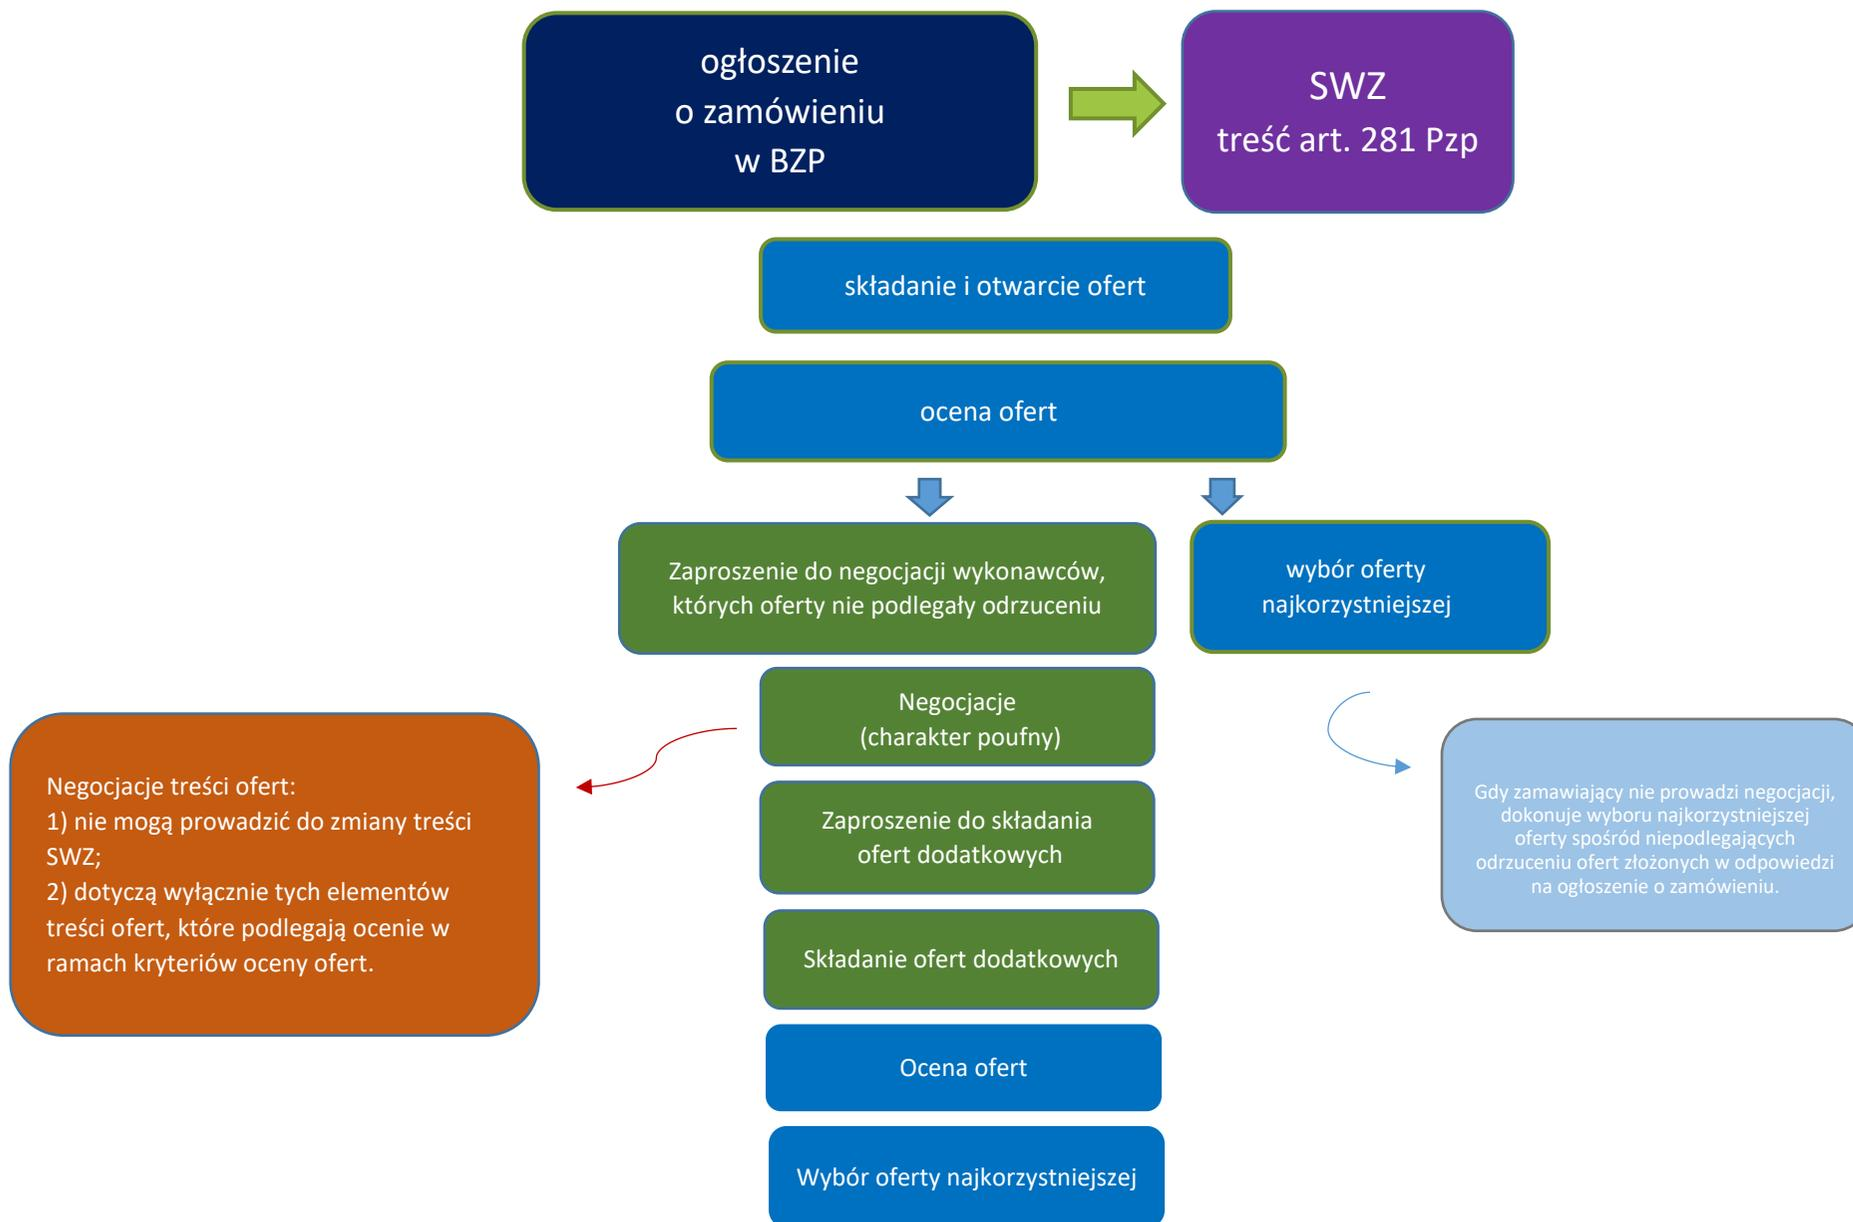 ogłoszenie
o zamówieniu
w BZP
SWZ
treść art. 281 Pzp
składanie i otwarcie ofert
ocena ofert
Zaproszenie do negocjacji wykonawców,
których oferty nie podlegały odrzuceniu
wybór oferty
najkorzystniejszej
Negocjacje
(charakter poufny)
Negocjacje treści ofert:
1) nie mogą prowadzić do zmiany treści
SWZ;
2) dotyczą wyłącznie tych elementów
treści ofert, które podlegają ocenie w
ramach kryteriów oceny ofert.
Gdy zamawiający nie prowadzi negocjacji,
dokonuje wyboru najkorzystniejszej
oferty spośród niepodlegających
odrzuceniu ofert złożonych w odpowiedzi
na ogłoszenie o zamówieniu.
Zaproszenie do składania
ofert dodatkowych
Składanie ofert dodatkowych
Ocena ofert
Wybór oferty najkorzystniejszej